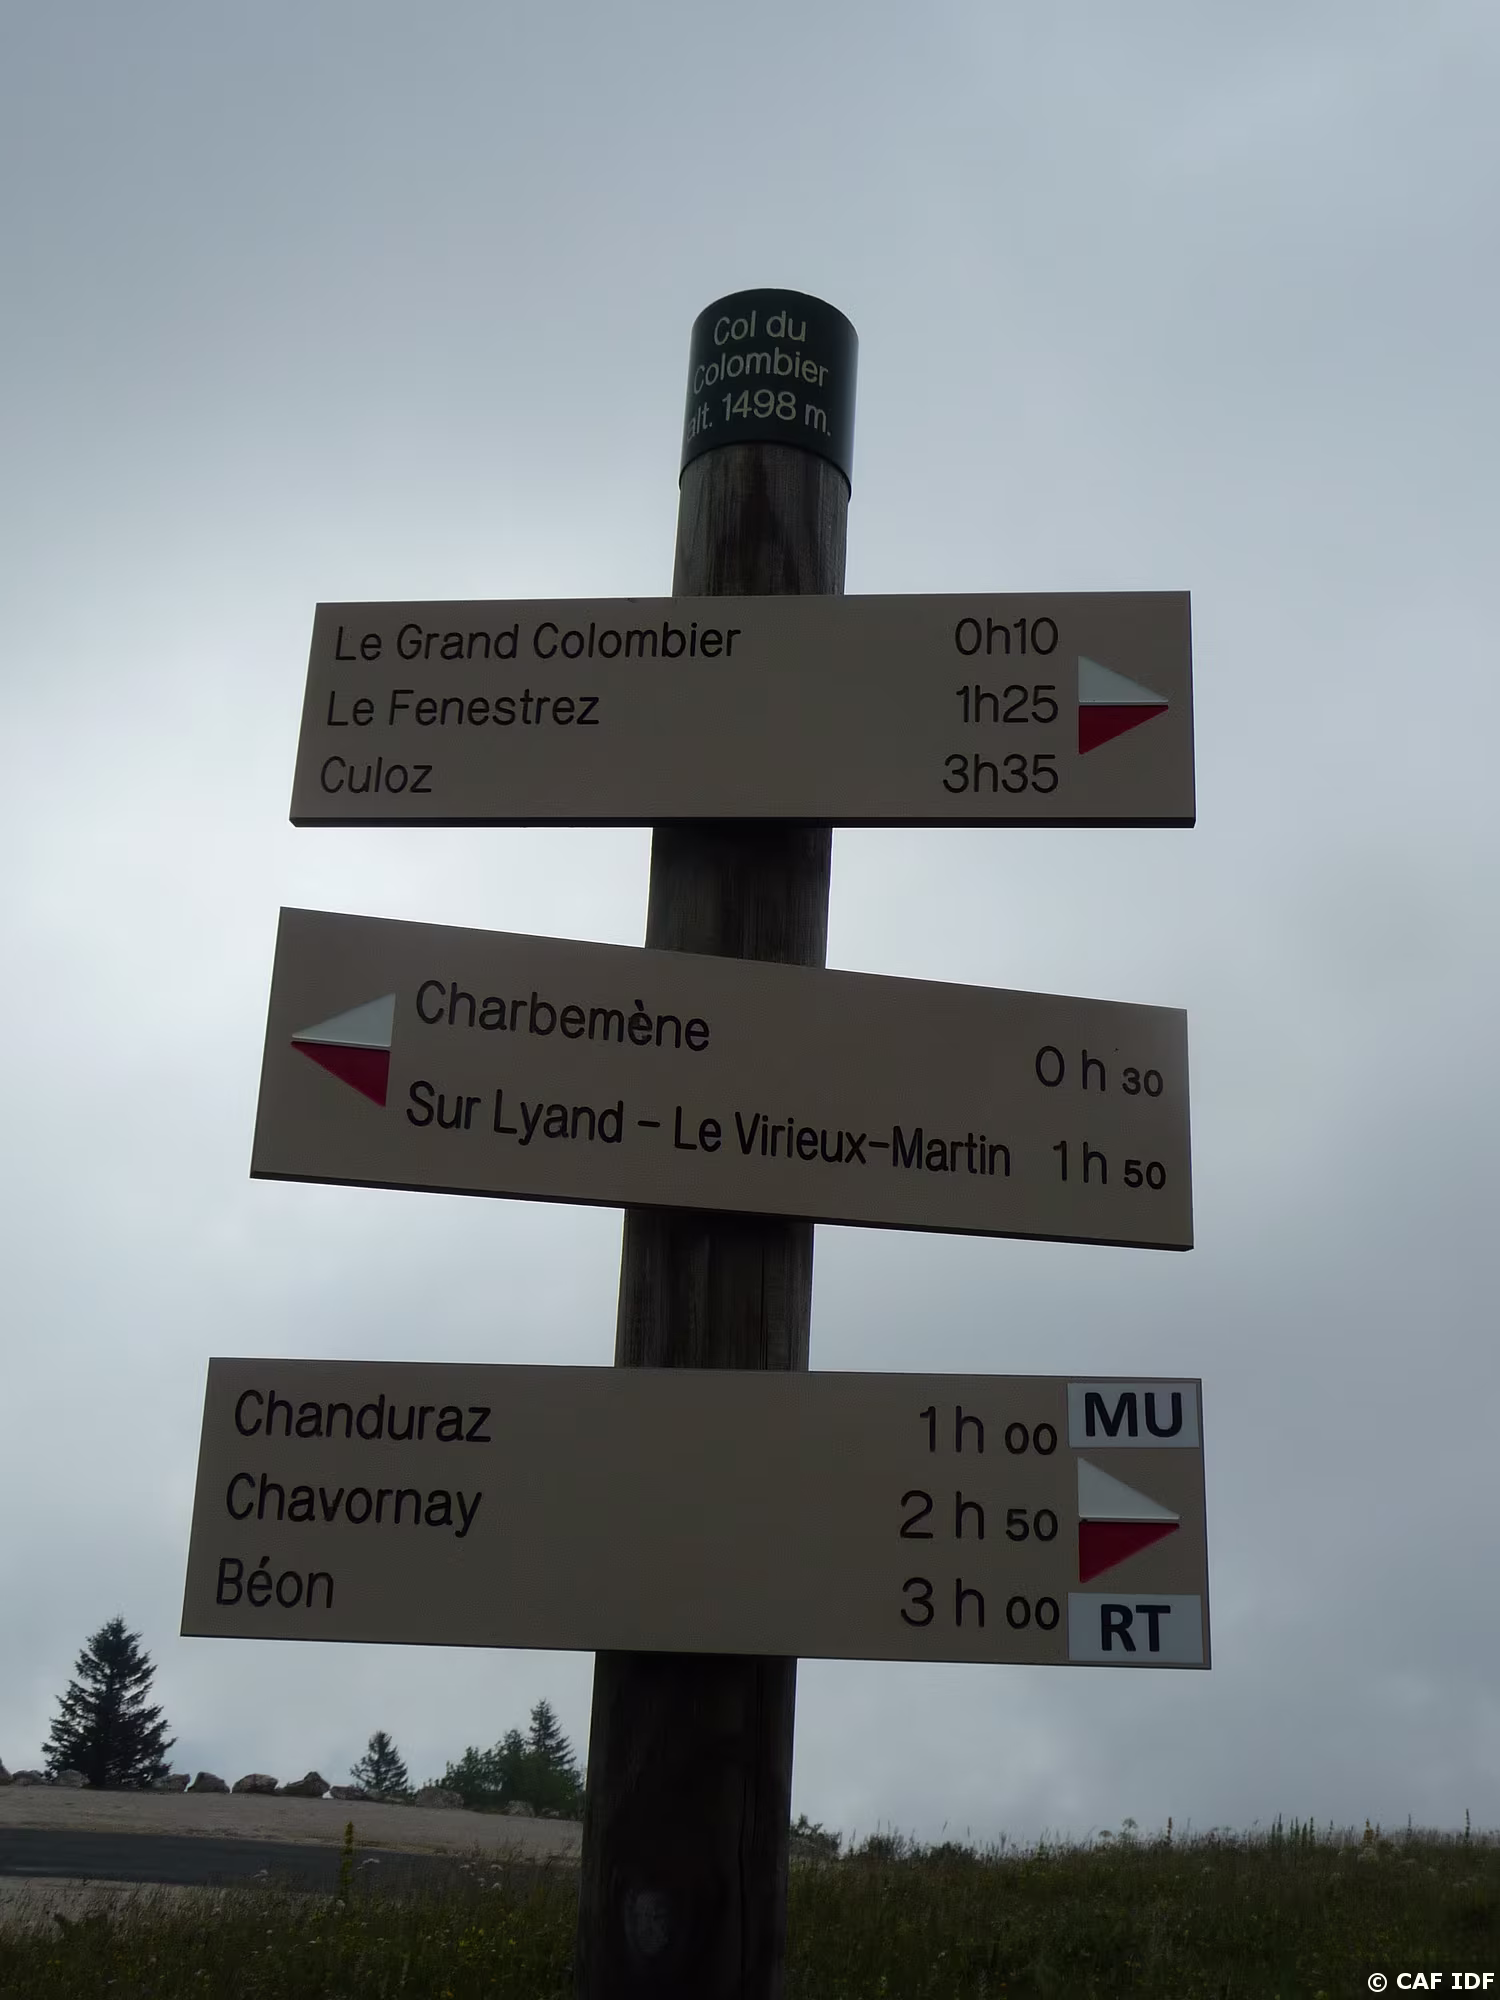 Col du
Colombier
alt. 1498 m.
Le Grand Colombier 0h10
Le Fenestrez 1h25
Culoz 3h35
Charbemène 0 h 30
Sur Lyand - Le Virieux-Martin 1 h 50
MU
Chanduraz 1 h 00
Chavornay 2 h 50
Béon 3 h 00
RT
© CAF IDF